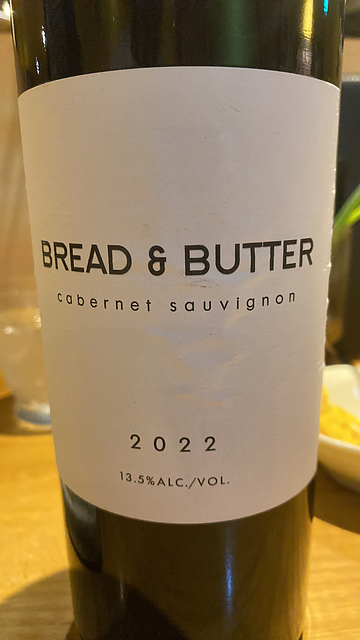 BREAD & BUTTER
cabernet sauvignon
2022
13.5%ALC./VOL.